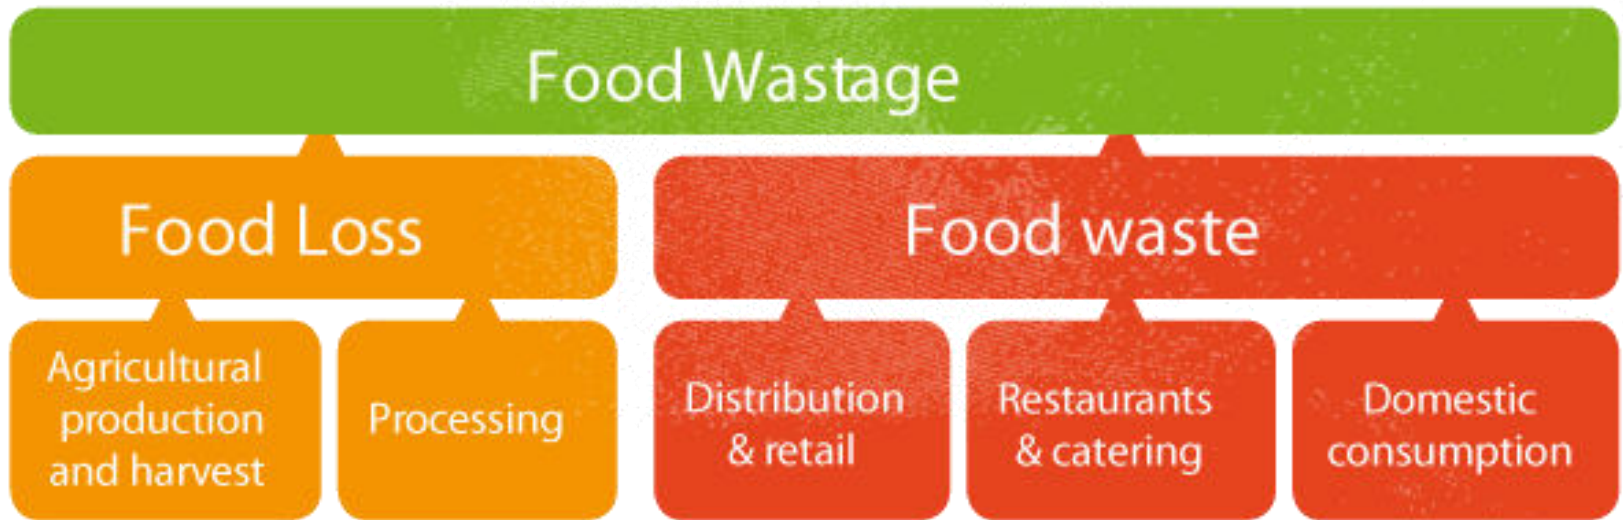 Food Wastage
Food Loss
Food waste
Agricultural
production
and harvest
Processing
Distribution
& retail
Restaurants
& catering
Domestic
consumption